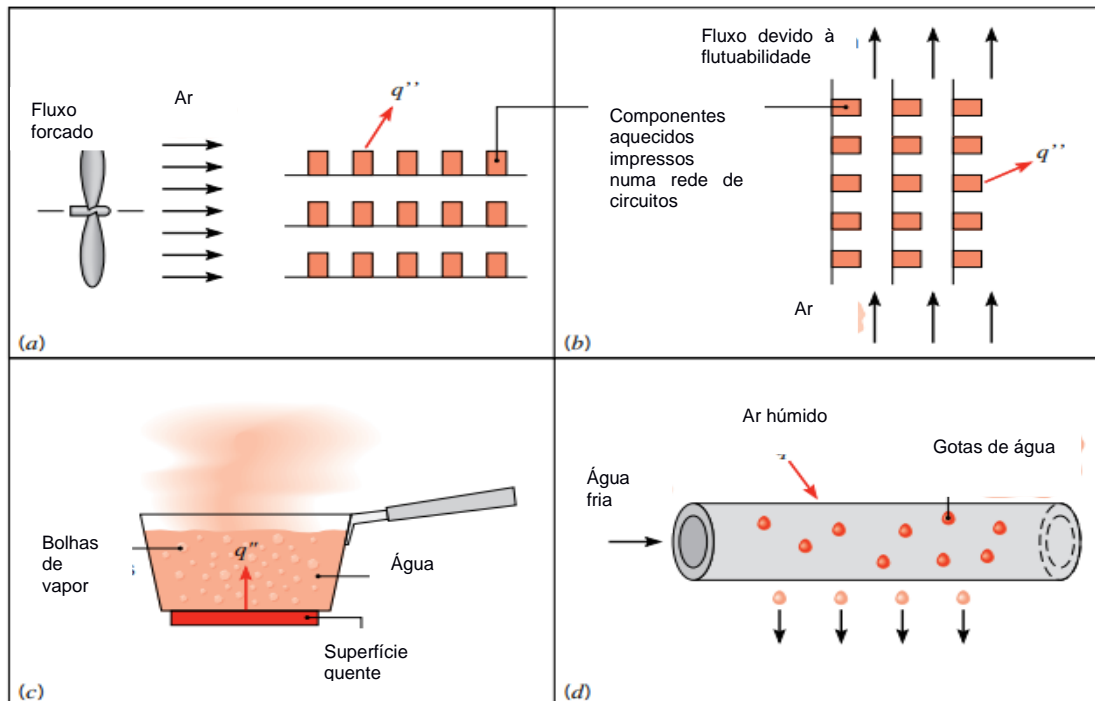 Fluxo forcado
Ar
q’’
(a)
Fluxo devido à
flutuabilidade
Componentes
aquecidos
impressos
numa rede de
circuitos
q’’
Ar
(b)
Bolhas
de
vapor
q"
Água
Superfície
quente
(c)
Ar húmido
Gotas de água
Água
fria
(d)